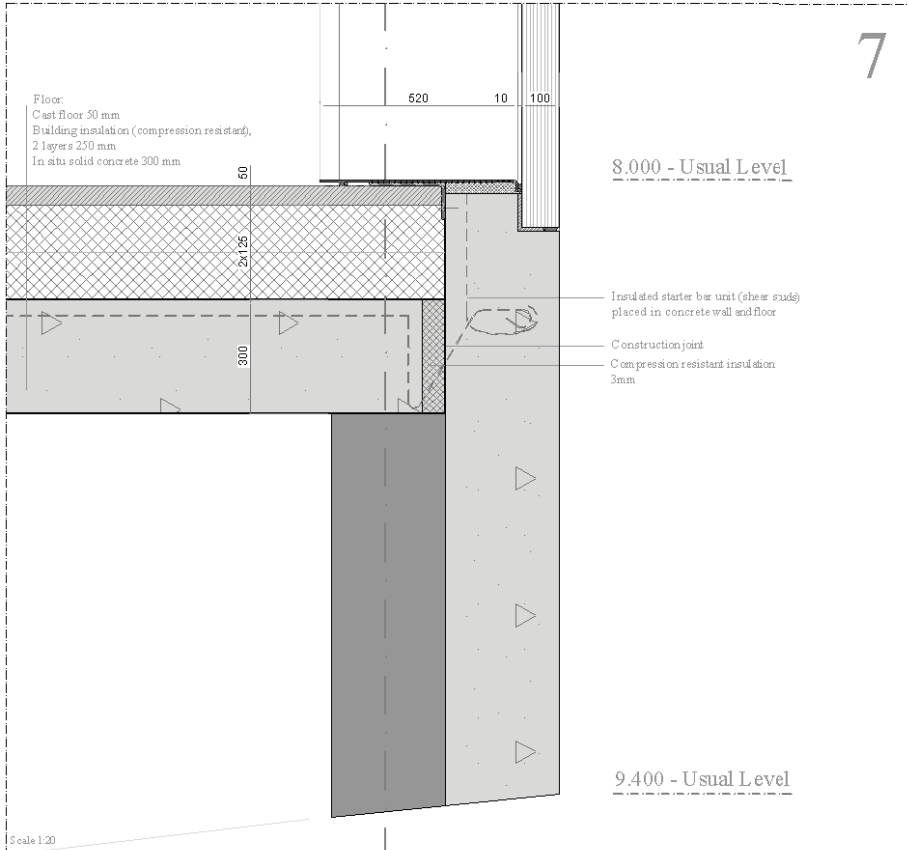 7
520 10 100
Floor:
Cast floor 50 mm
Building insulation (compression resistant),
2 layers 250 mm
In situ solid concrete 300 mm
50
8.000 - Usual Level
2x125
Insulated starter bar unit (shear studs)
placed in concrete wall and floor
Construction joint
300
Compression resistant insulation
3mm
9.400 - Usual Level
Scale 1:20